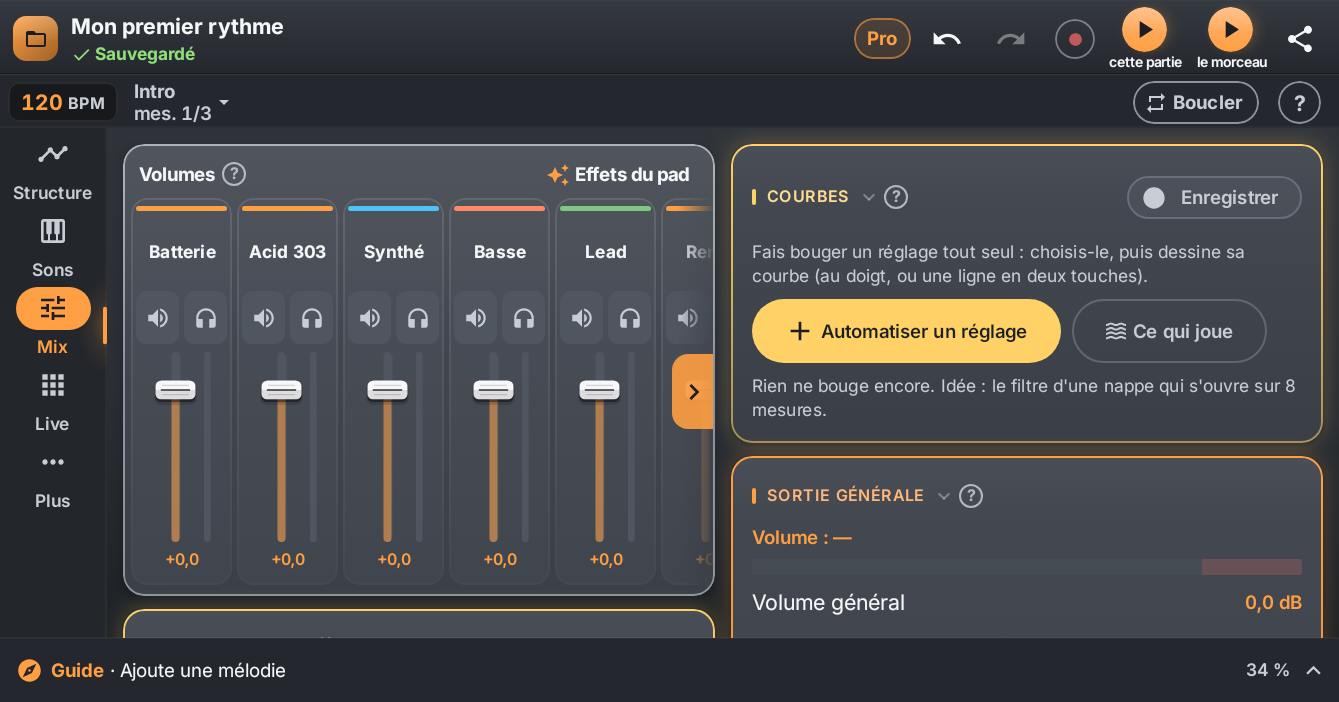 Mon premier rythme
Sauvegardé
Pro
cette partie
le morceau
120 BPM
Intro
mes. 1/3
Boucler
?
Structure
Sons
Mix
Live
Plus
Volumes ?
Effets du pad
Batterie
Acid 303
Synthé
Basse
Lead
+0,0
+0,0
+0,0
+0,0
+0,0
COURBES ?
Enregistrer
Fais bouger un réglage tout seul : choisis-le, puis dessine sa
courbe (au doigt, ou une ligne en deux touches).
+ Automatiser un réglage
Ce qui joue
Rien ne bouge encore. Idée : le filtre d'une nappe qui s'ouvre sur 8
mesures.
SORTIE GÉNÉRALE ?
Volume : —
Volume général
0,0 dB
Guide · Ajoute une mélodie
34 %